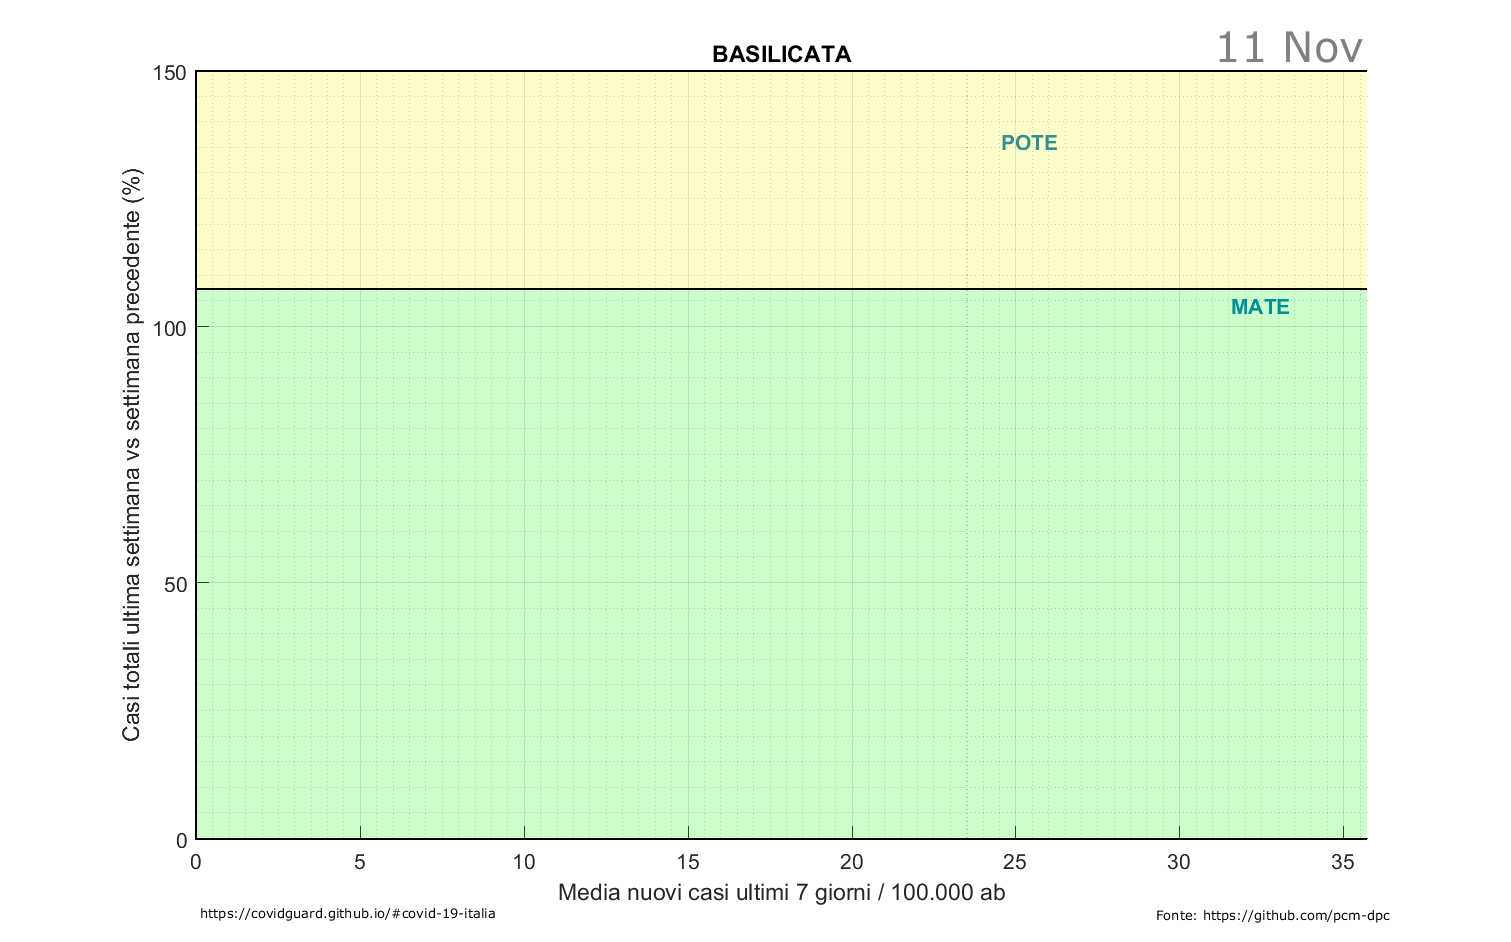 BASILICATA
11 Nov
150
100
50
0
Casi totali ultima settimana vs settimana precedente (%)
POTE
MATE
0 5 10 15 20 25 30 35
Media nuovi casi ultimi 7 giorni / 100.000 ab
https://covidguard.github.io/#covid-19-italia
Fonte: https://github.com/pcm-dpc